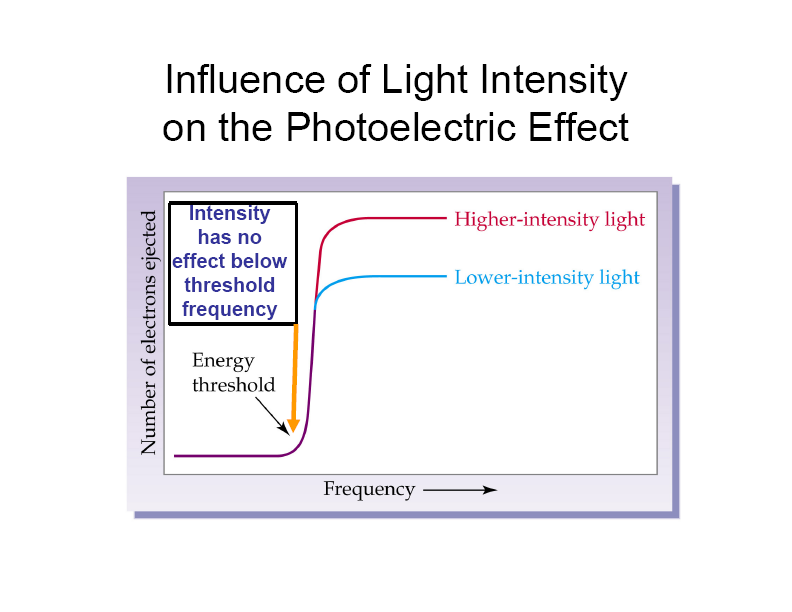 Influence of Light Intensity
on the Photoelectric Effect
Number of electrons ejected
Intensity
has no
effect below
threshold
frequency
Higher-intensity light
Lower-intensity light
Energy
threshold
Frequency